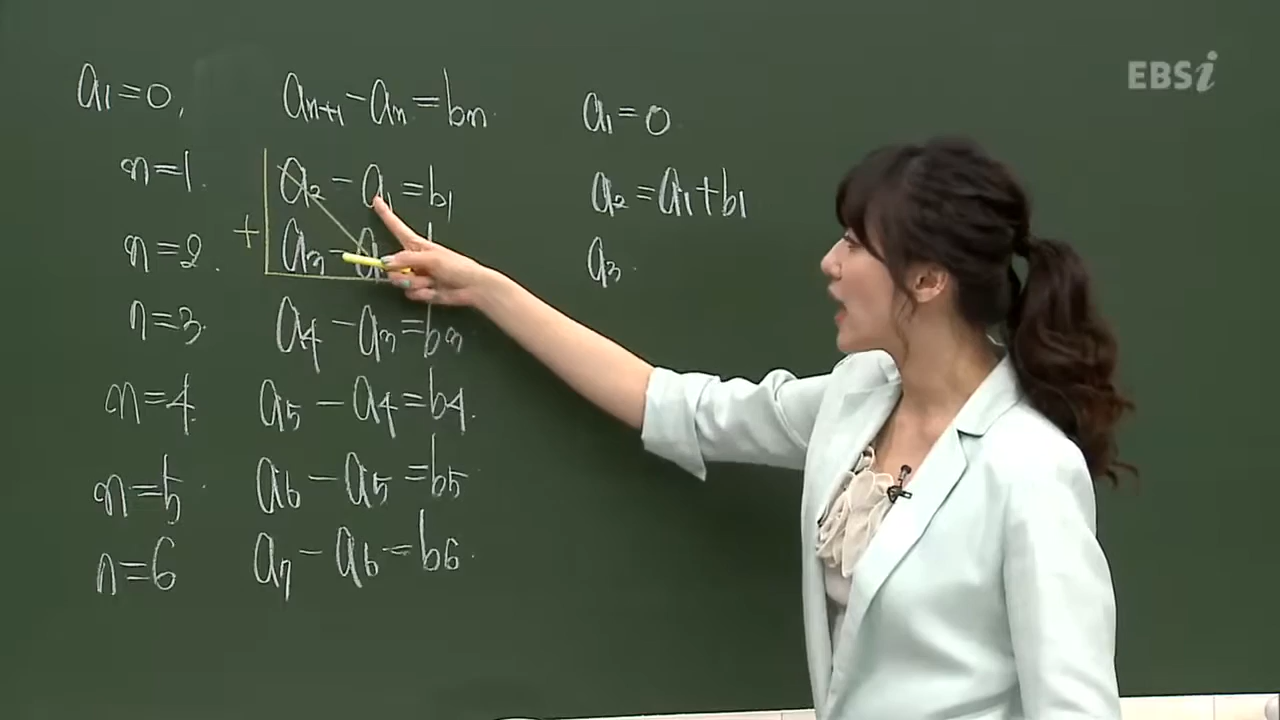 EBSi
a₁=0, aₙ₊₁-aₙ=bₙ. a₁=0
n=1. a₂-a₁=b₁ a₂=a₁+b₁
+
n=2. a₃-a a₃
n=3. a₄-a₃=b₃
n=4. a₅-a₄=b₄.
n=5. a₆-a₅=b₅
n=6 a₇-a₆=b₆.